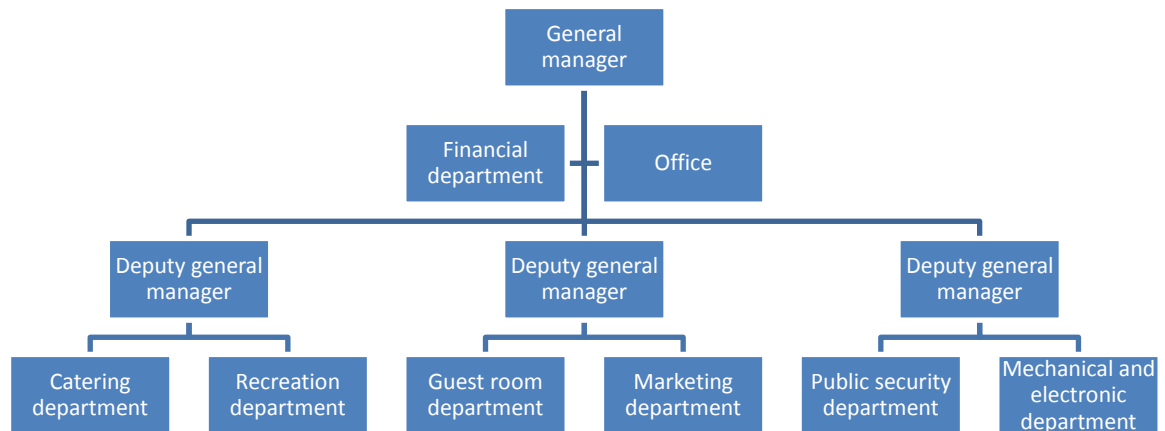 General
manager
Financial
department
Office
Deputy general
manager
Deputy general
manager
Deputy general
manager
Catering
department
Recreation
department
Guest room
department
Marketing
department
Public security
department
Mechanical and
electronic
department